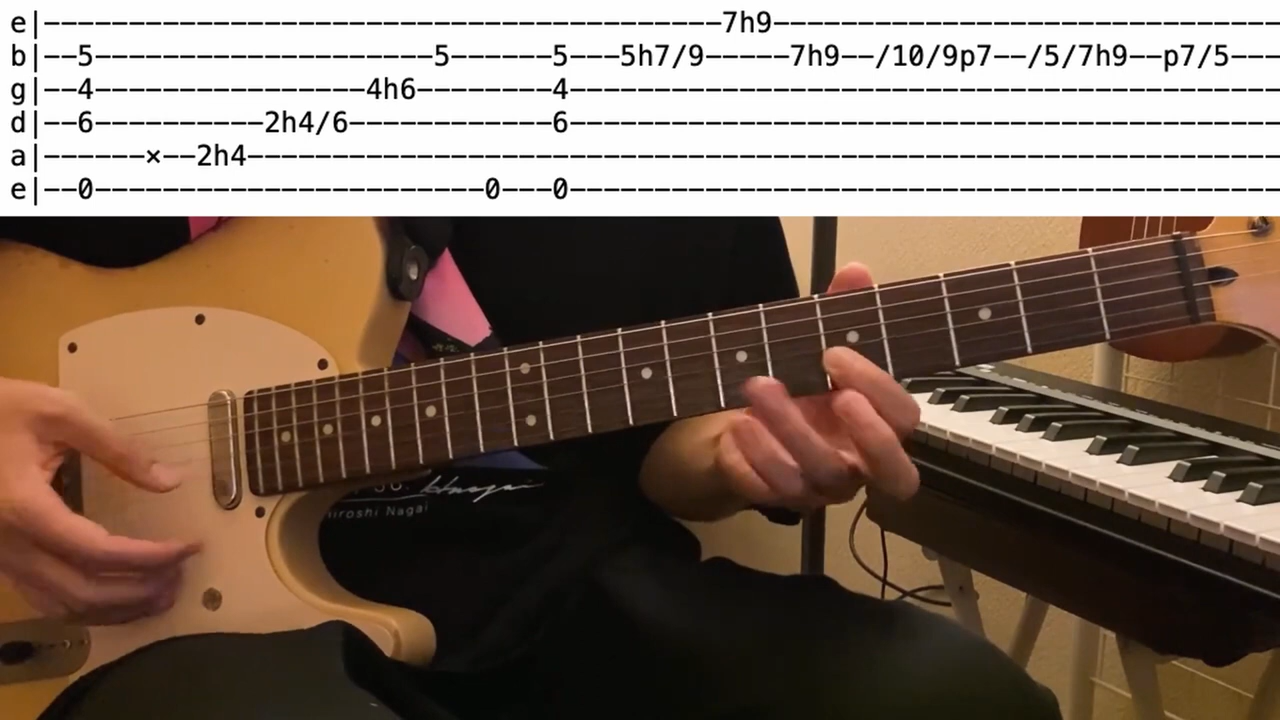 e|----------------------------------------7h9------------------------------
b|--5--------------------5------5---5h7/9-----7h9--/10/9p7--/5/7h9--p7/5---
g|--4----------------4h6--------4------------------------------------------
d|--6----------2h4/6------------6------------------------------------------
a|------×--2h4-------------------------------------------------------------
e|--0-----------------------0---0------------------------------------------
iroshi Nagai